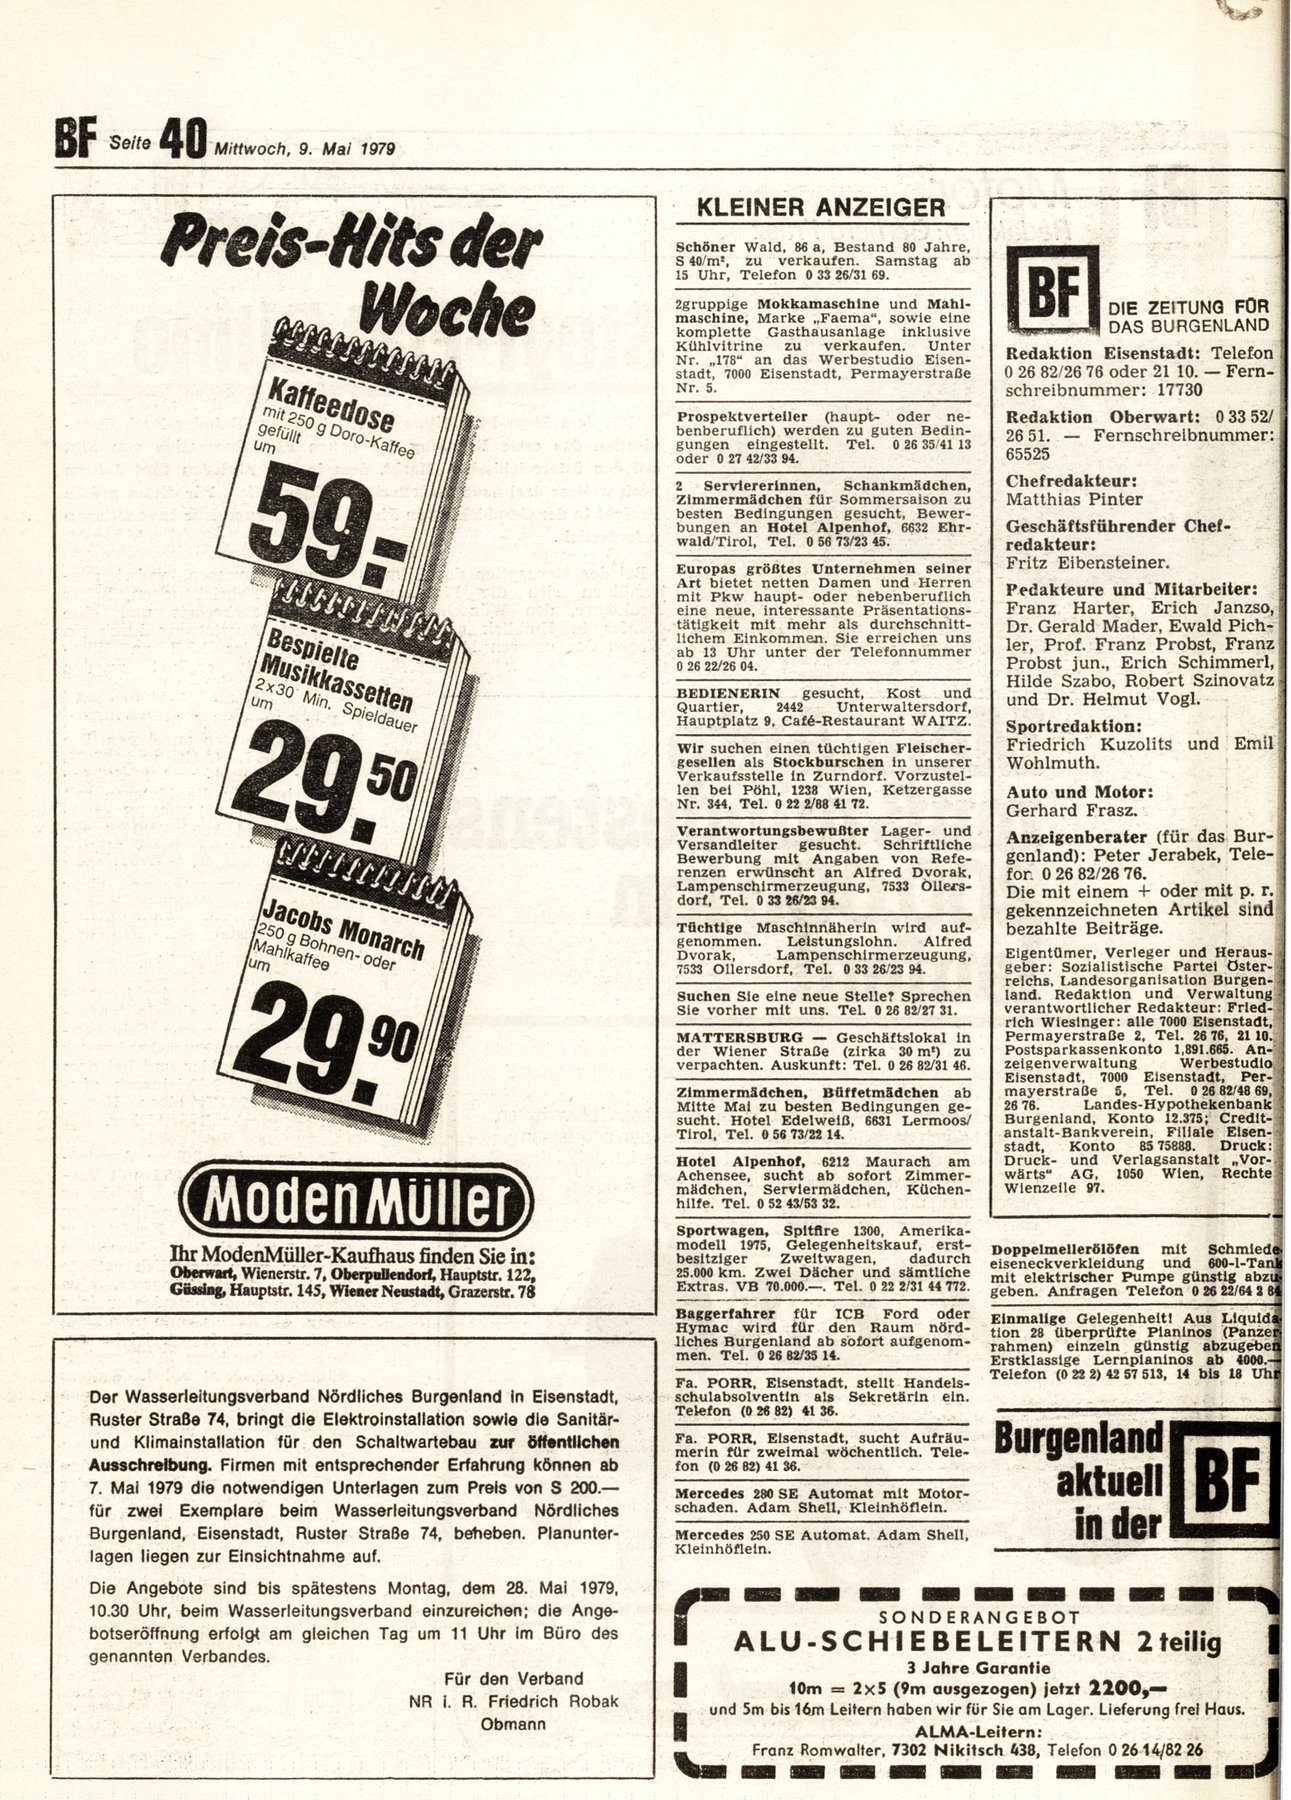 BF Seite 40 Mittwoch, 9. Mai 1979
Preis-Hits der
Woche
Kaffeedose
mit 250 g Doro-Kaffee
gefüllt
um
59.-
Bespielte
Musikkassetten
2x30 Min. Spieldauer
um
29.50
Jacobs Monarch
250 g Bohnen- oder
Mahlkaffee
um
29.90
ModenMüller
Ihr ModenMüller-Kaufhaus finden Sie in:
Oberwart, Wienerstr. 7, Oberpullendorf, Hauptstr. 122,
Güssing, Hauptstr. 145, Wiener Neustadt, Grazerstr. 78
Der Wasserleitungsverband Nördliches Burgenland in Eisenstadt,
Ruster Straße 74, bringt die Elektroinstallation sowie die Sanitär-
und Klimainstallation für den Schaltwartebau zur öffentlichen
Ausschreibung. Firmen mit entsprechender Erfahrung können ab
7. Mai 1979 die notwendigen Unterlagen zum Preis von S 200.—
für zwei Exemplare beim Wasserleitungsverband Nördliches
Burgenland, Eisenstadt, Ruster Straße 74, beheben. Planunter-
lagen liegen zur Einsichtnahme auf.
Die Angebote sind bis spätestens Montag, dem 28. Mai 1979,
10.30 Uhr, beim Wasserleitungsverband einzureichen; die Ange-
botseröffnung erfolgt am gleichen Tag um 11 Uhr im Büro des
genannten Verbandes.
Für den Verband
NR i. R. Friedrich Robak
Obmann
KLEINER ANZEIGER
Schöner Wald, 86 a, Bestand 80 Jahre,
S 40/m², zu verkaufen. Samstag ab
15 Uhr, Telefon 0 33 26/31 69.
2gruppige Mokkamaschine und Mahl-
maschine, Marke „Faema“, sowie eine
komplette Gasthausanlage inklusive
Kühlvitrine zu verkaufen. Unter
Nr. „178“ an das Werbestudio Eisen-
stadt, 7000 Eisenstadt, Permayerstraße
Nr. 5.
Prospektverteiler (haupt- oder ne-
benberuflich) werden zu guten Bedin-
gungen eingestellt. Tel. 0 26 35/41 13
oder 0 27 42/33 94.
2 Serviererinnen, Schankmädchen,
Zimmermädchen für Sommersaison zu
besten Bedingungen gesucht, Bewer-
bungen an Hotel Alpenhof, 6632 Ehr-
wald/Tirol, Tel. 0 56 73/23 45.
Europas größtes Unternehmen seiner
Art bietet netten Damen und Herren
mit Pkw haupt- oder nebenberuflich
eine neue, interessante Präsentations-
tätigkeit mit mehr als durchschnitt-
lichem Einkommen. Sie erreichen uns
ab 13 Uhr unter der Telefonnummer
0 26 22/26 04.
BEDIENERIN gesucht, Kost und
Quartier, 2442 Unterwaltersdorf,
Hauptplatz 9, Café-Restaurant WAITZ.
Wir suchen einen tüchtigen Fleischer-
gesellen als Stockburschen in unserer
Verkaufsstelle in Zurndorf. Vorzustel-
len bei Pöhl, 1238 Wien, Ketzergasse
Nr. 344, Tel. 0 22 2/88 41 72.
Verantwortungsbewußter Lager- und
Versandleiter gesucht. Schriftliche
Bewerbung mit Angaben von Refe-
renzen erwünscht an Alfred Dvorak,
Lampenschirmerzeugung, 7533 Ollers-
dorf, Tel. 0 33 26/23 94.
Tüchtige Maschinnäherin wird auf-
genommen. Leistungslohn. Alfred
Dvorak, Lampenschirmerzeugung,
7533 Ollersdorf, Tel. 0 33 26/23 94.
Suchen Sie eine neue Stelle? Sprechen
Sie vorher mit uns. Tel. 0 26 82/27 31.
MATTERSBURG — Geschäftslokal in
der Wiener Straße (zirka 30 m²) zu
verpachten. Auskunft: Tel. 0 26 82/31 46.
Zimmermädchen, Büffetmädchen ab
Mitte Mai zu besten Bedingungen ge-
sucht. Hotel Edelweiß, 6631 Lermoos/
Tirol, Tel. 0 56 73/22 14.
Hotel Alpenhof, 6212 Maurach am
Achensee, sucht ab sofort Zimmer-
mädchen, Serviermädchen, Küchen-
hilfe. Tel. 0 52 43/53 32.
Sportwagen, Spitfire 1300, Amerika-
modell 1975, Gelegenheitskauf, erst-
besitziger Zweitwagen, dadurch
25.000 km. Zwei Dächer und sämtliche
Extras. VB 70.000.—. Tel. 0 22 2/31 44 772.
Baggerfahrer für ICB Ford oder
Hymac wird für den Raum nörd-
liches Burgenland ab sofort aufgenom-
men. Tel. 0 26 82/35 14.
Fa. PORR, Eisenstadt, stellt Handels-
schulabsolventin als Sekretärin ein.
Telefon (0 26 82) 41 36.
Fa. PORR, Eisenstadt, sucht Aufräu-
merin für zweimal wöchentlich. Tele-
fon (0 26 82) 41 36.
Mercedes 280 SE Automat mit Motor-
schaden. Adam Shell, Kleinhöflein.
Mercedes 250 SE Automat. Adam Shell,
Kleinhöflein.
BF DIE ZEITUNG FÜR
DAS BURGENLAND
Redaktion Eisenstadt: Telefon
0 26 82/26 76 oder 21 10. — Fern-
schreibnummer: 17730
Redaktion Oberwart: 0 33 52/
26 51. — Fernschreibnummer:
65525
Chefredakteur:
Matthias Pinter
Geschäftsführender Chef-
redakteur:
Fritz Eibensteiner.
Redakteure und Mitarbeiter:
Franz Harter, Erich Janzso,
Dr. Gerald Mader, Ewald Pich-
ler, Prof. Franz Probst, Franz
Probst jun., Erich Schimmerl,
Hilde Szabo, Robert Szinovatz
und Dr. Helmut Vogl.
Sportredaktion:
Friedrich Kuzolits und Emil
Wohlmuth.
Auto und Motor:
Gerhard Frasz.
Anzeigenberater (für das Bur-
genland): Peter Jerabek, Tele-
for. 0 26 82/26 76.
Die mit einem + oder mit p. r.
gekennzeichneten Artikel sind
bezahlte Beiträge.
Eigentümer, Verleger und Heraus-
geber: Sozialistische Partei Öster-
reichs, Landesorganisation Burgen-
land. Redaktion und Verwaltung
verantwortlicher Redakteur: Fried-
rich Wiesinger: alle 7000 Eisenstadt,
Permayerstraße 2, Tel. 26 76, 21 10.
Postsparkassenkonto 1,891.665. An-
zeigenverwaltung Werbestudio
Eisenstadt, 7000 Eisenstadt, Per-
mayerstraße 5, Tel. 0 26 82/48 69,
26 76. Landes-Hypothekenbank
Burgenland, Konto 12.375; Credit-
anstalt-Bankverein, Filiale Eisen-
stadt, Konto 85 75888. Druck:
Druck- und Verlagsanstalt „Vor-
wärts“ AG, 1050 Wien, Rechte
Wienzeile 97.
Doppelmellerölöfen mit Schmiede-
eiseneckverkleidung und 600-l-Tank
mit elektrischer Pumpe günstig abzu-
geben. Anfragen Telefon 0 26 22/64 2 84
Einmalige Gelegenheit! Aus Liquida-
tion 28 überprüfte Pianinos (Panzer-
rahmen) einzeln günstig abzugeben
Erstklassige Lernpianinos ab 4000.—
Telefon (0 22 2) 42 57 513, 14 bis 18 Uhr
Burgenland
aktuell
in der BF
SONDERANGEBOT
ALU-SCHIEBELEITERN 2 teilig
3 Jahre Garantie
10m = 2x5 (9m ausgezogen) jetzt 2200,—
und 5m bis 16m Leitern haben wir für Sie am Lager. Lieferung frei Haus.
ALMA-Leitern:
Franz Romwalter, 7302 Nikitsch 438, Telefon 0 26 14/82 26